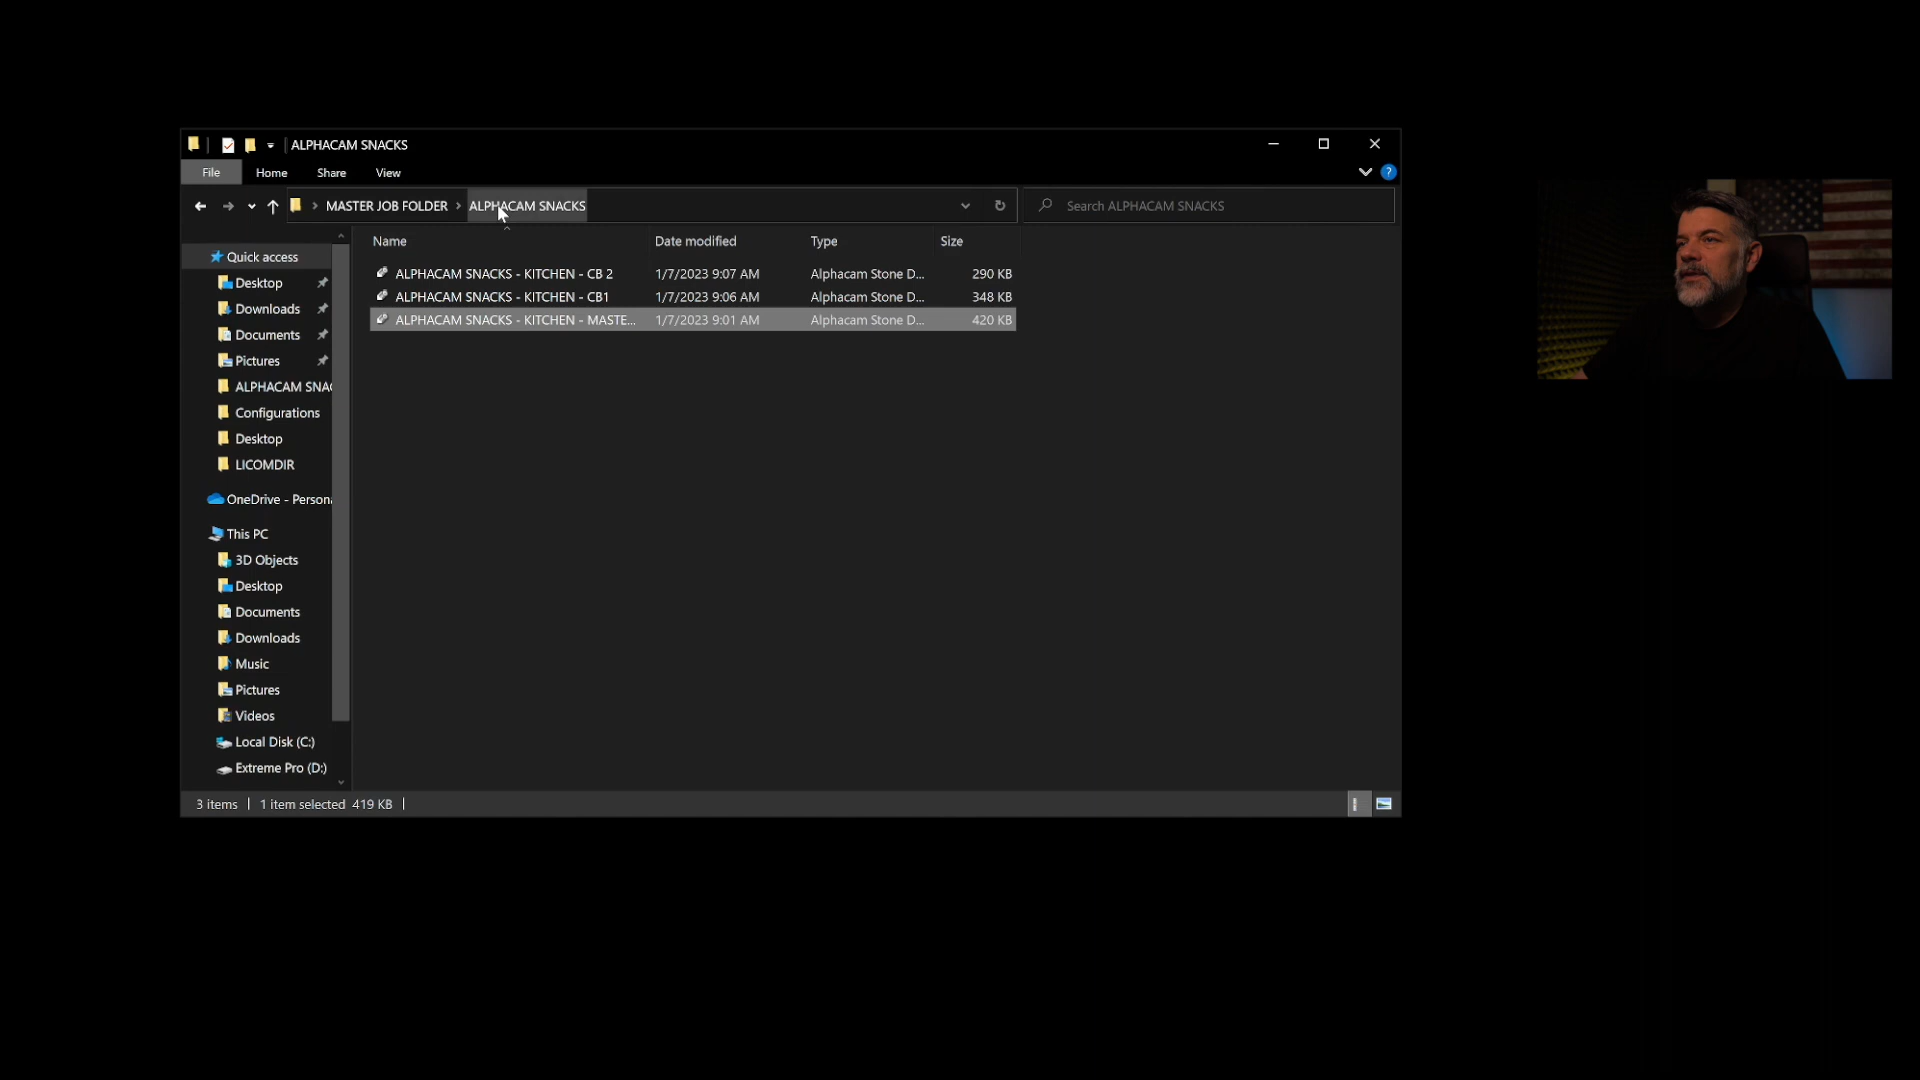 ALPHACAM SNACKS
File Home Share View
MASTER JOB FOLDER ALPHACAM SNACKS
Search ALPHACAM SNACKS
Name Date modified Type Size
ALPHACAM SNACKS - KITCHEN - CB 2 1/7/2023 9:07 AM Alphacam Stone D... 290 KB
ALPHACAM SNACKS - KITCHEN - CB1 1/7/2023 9:06 AM Alphacam Stone D... 348 KB
ALPHACAM SNACKS - KITCHEN - MASTE... 1/7/2023 9:01 AM Alphacam Stone D... 420 KB
Quick access
Desktop
Downloads
Documents
Pictures
ALPHACAM SNA
Configurations
Desktop
LICOMDIR
OneDrive - Person
This PC
3D Objects
Desktop
Documents
Downloads
Music
Pictures
Videos
Local Disk (C:)
Extreme Pro (D:)
3 items 1 item selected 419 KB